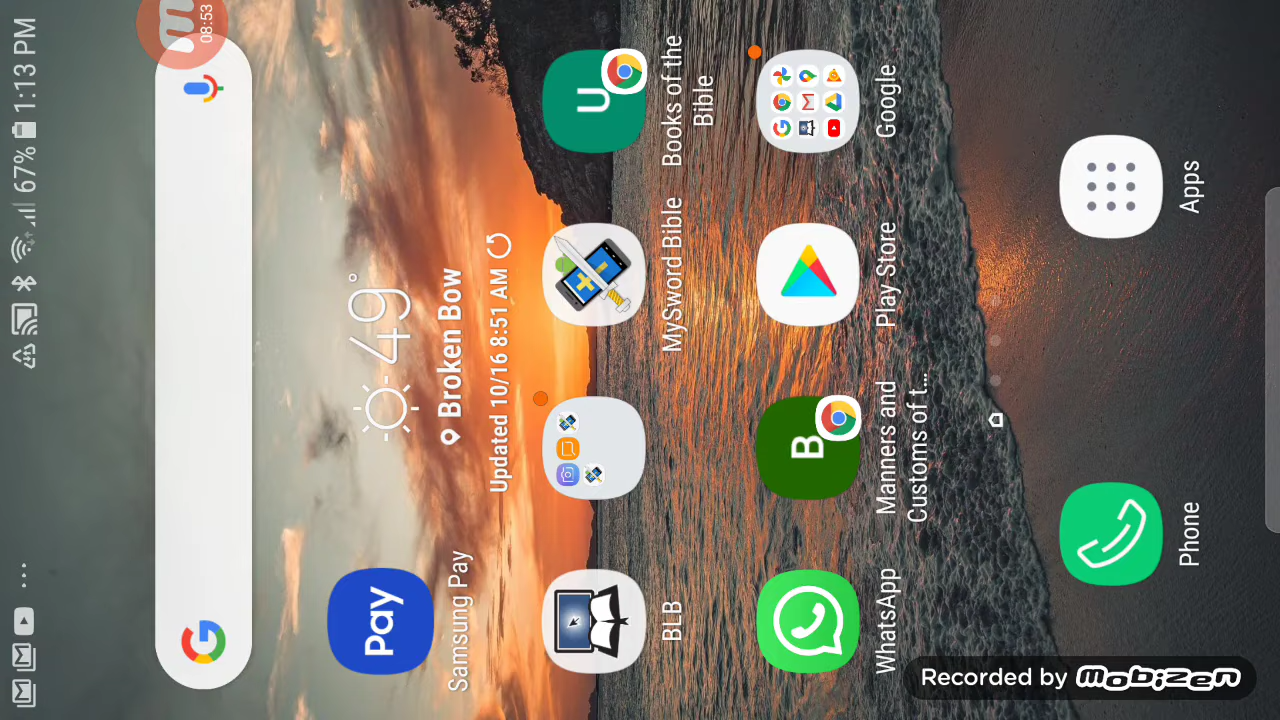 67% 1:13 PM
08:53
49°
Broken Bow
Updated 10/16 8:51 AM
Pay
Samsung Pay
BLB
MySword Bible
U
Books of the
Bible
WhatsApp
B
Manners and
Customs of t...
Play Store
Google
Phone
Apps
Recorded by Mobizen